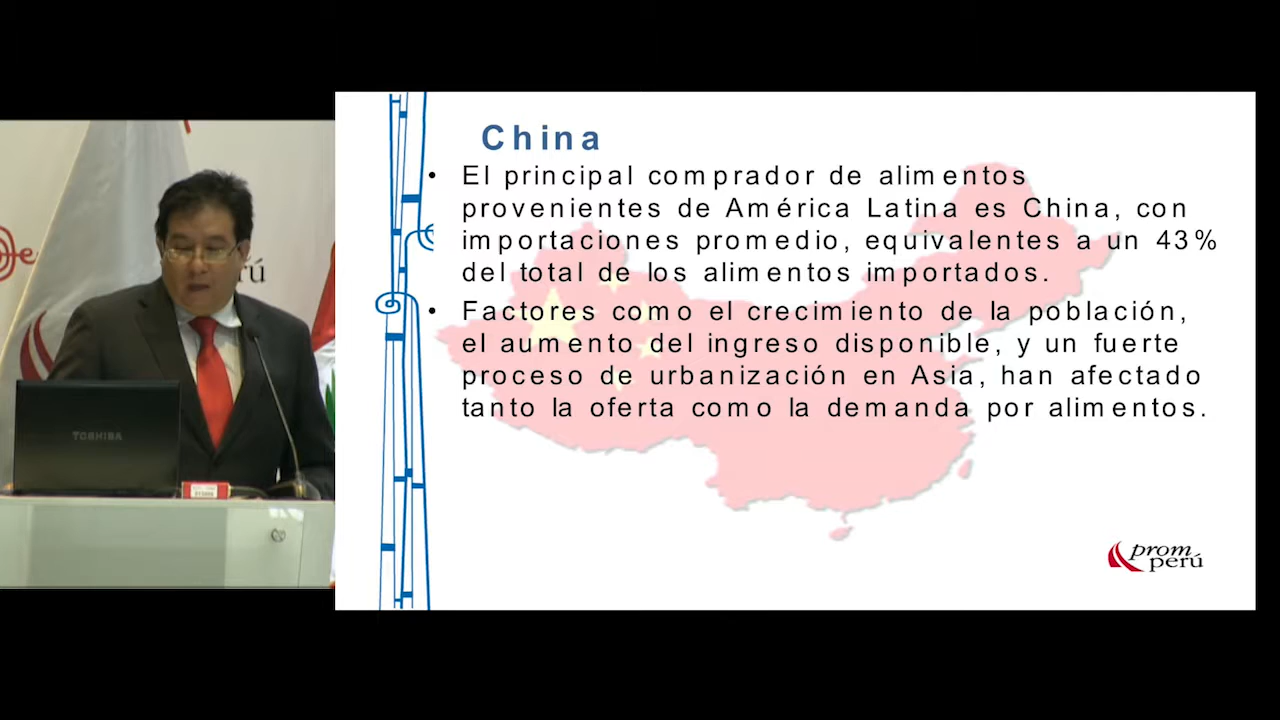 China
• El principal comprador de alimentos
provenientes de América Latina es China, con
importaciones promedio, equivalentes a un 43%
del total de los alimentos importados.
• Factores como el crecimiento de la población,
el aumento del ingreso disponible, y un fuerte
proceso de urbanización en Asia, han afectado
tanto la oferta como la demanda por alimentos.
prom
perú
TOSHIBA
rú